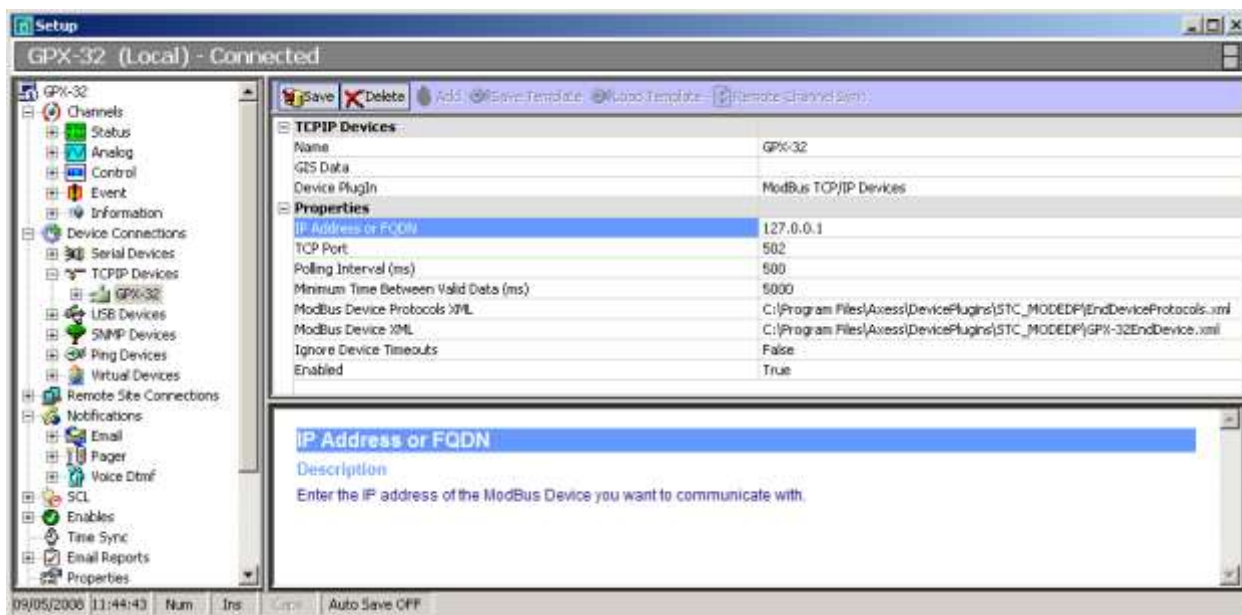 Setup
GPX-32 (Local) - Connected
GPX-32
Channels
Status
Analog
Control
Event
Information
Device Connections
Serial Devices
TCPIP Devices
GPX-32
USB Devices
SNMP Devices
Ping Devices
Virtual Devices
Remote Site Connections
Notifications
Email
Pager
Voice Dtmf
SCL
Enables
Time Sync
Email Reports
Properties
Save Delete Add Save Template Load Template Remote Channel Sync
TCPIP Devices
Name GPX-32
GIS Data
Device PlugIn ModBus TCP/IP Devices
Properties
IP Address or FQDN 127.0.0.1
TCP Port 502
Polling Interval (ms) 500
Minimum Time Between Valid Data (ms) 5000
ModBus Device Protocols XML C:\Program Files\Axess\DevicePlugins\STC_MODEDP\EndDeviceProtocols.xml
ModBus Device XML C:\Program Files\Axess\DevicePlugins\STC_MODEDP\GPX-32EndDevice.xml
Ignore Device Timeouts False
Enabled True
IP Address or FQDN
Description
Enter the IP address of the ModBus Device you want to communicate with.
09/05/2008 11:44:43 Num Ins Caps Auto Save OFF